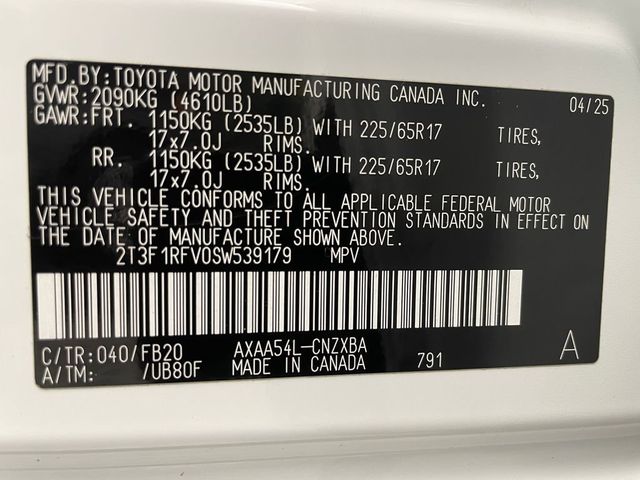 MFD.BY:TOYOTA MOTOR MANUFACTURING CANADA INC. 04/25
GVWR:2090KG (4610LB)
GAWR:FRT. 1150KG (2535LB) WITH 225/65R17 TIRES,
17x7.0J RIMS.
RR. 1150KG (2535LB) WITH 225/65R17 TIRES,
17x7.0J RIMS.
THIS VEHICLE CONFORMS TO ALL APPLICABLE FEDERAL MOTOR
VEHICLE SAFETY AND THEFT PREVENTION STANDARDS IN EFFECT ON
THE DATE OF MANUFACTURE SHOWN ABOVE.
2T3F1RFV0SW539179 MPV
C/TR:040/FB20 AXAA54L-CNZXBA A
A/TM: /UB80F MADE IN CANADA 791